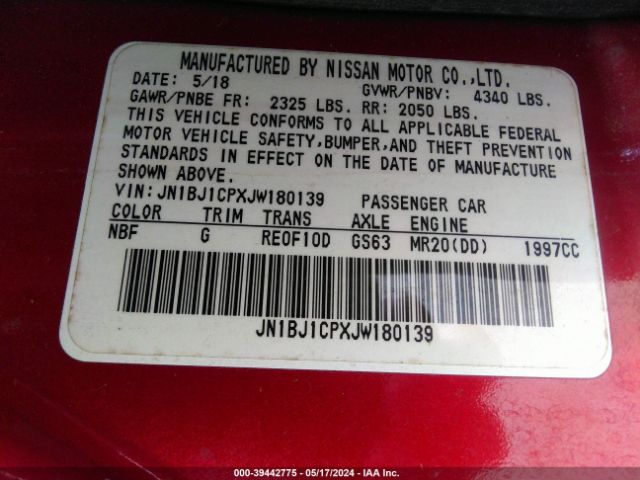 MANUFACTURED BY NISSAN MOTOR CO.,LTD.
DATE: 5/18 GVWR/PNBV: 4340 LBS.
GAWR/PNBE FR: 2325 LBS. RR: 2050 LBS.
THIS VEHICLE CONFORMS TO ALL APPLICABLE FEDERAL
MOTOR VEHICLE SAFETY,BUMPER,AND THEFT PREVENTION
STANDARDS IN EFFECT ON THE DATE OF MANUFACTURE
SHOWN ABOVE.
VIN:JN1BJ1CPXJW180139 PASSENGER CAR
COLOR TRIM TRANS AXLE ENGINE
NBF G RE0F10D GS63 MR20(DD) 1997CC
JN1BJ1CPXJW180139
000-39442775 - 05/17/2024 - IAA Inc.